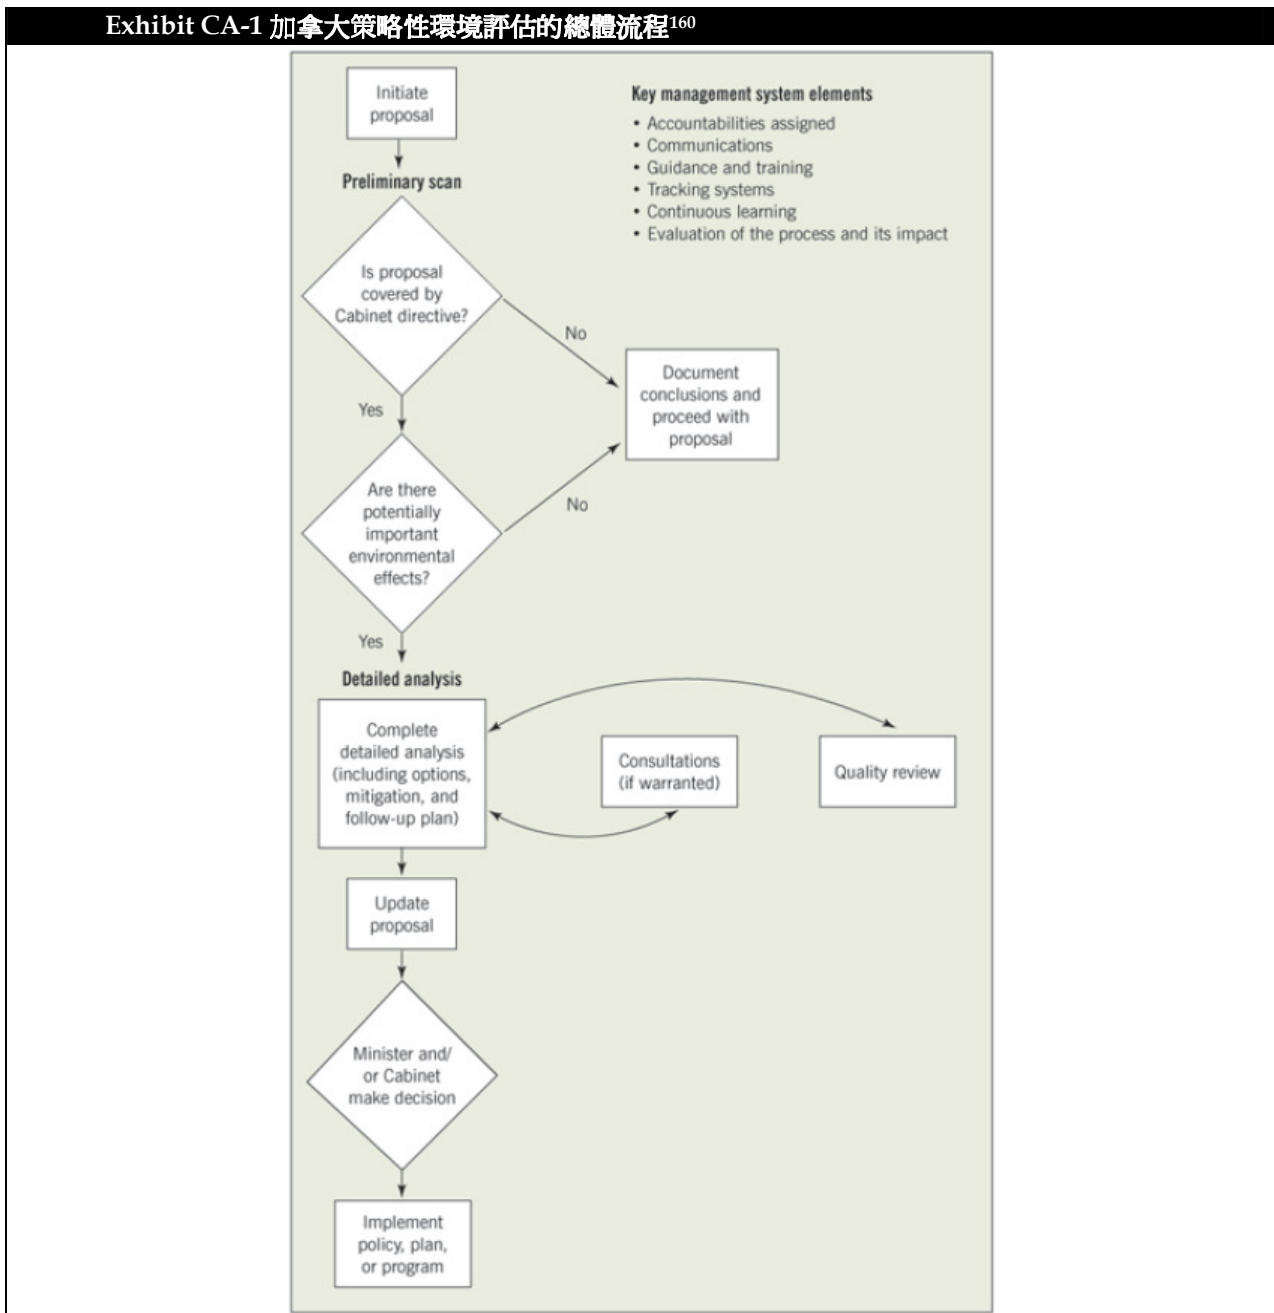 Exhibit CA-1 加拿大策略性環境評估的總體流程160
Initiate
proposal
Key management system elements
• Accountabilities assigned
• Communications
• Guidance and training
• Tracking systems
• Continuous learning
• Evaluation of the process and its impact
Preliminary scan
Is proposal
covered by
Cabinet directive?
No
Document
conclusions and
proceed with
proposal
Yes
Are there
potentially
important
environmental
effects?
No
Yes
Detailed analysis
Complete
detailed analysis
(including options,
mitigation, and
follow-up plan)
Consultations
(if warranted)
Quality review
Update
proposal
Minister and/
or Cabinet
make decision
Implement
policy, plan,
or program